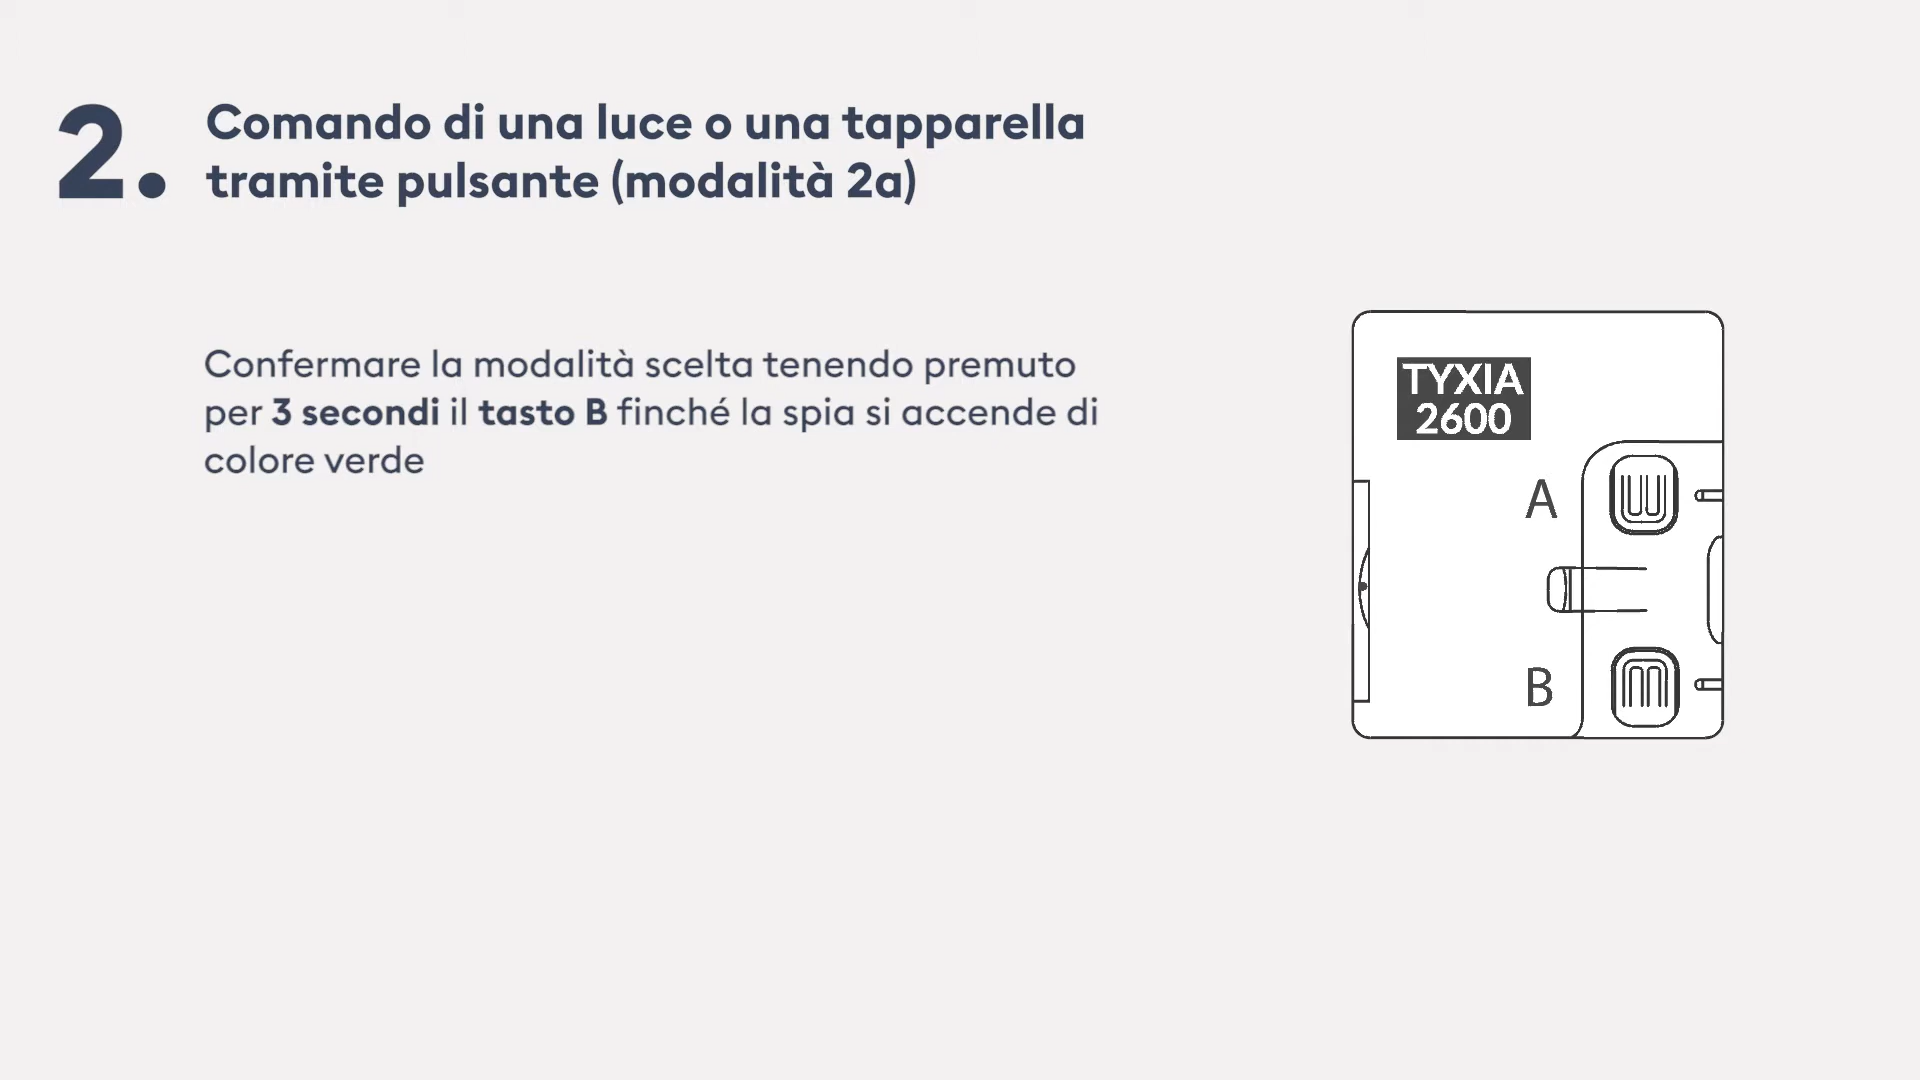 2.
Comando di una luce o una tapparella
tramite pulsante (modalità 2a)
Confermare la modalità scelta tenendo premuto
per 3 secondi il tasto B finché la spia si accende di
colore verde
TYXIA
2600
A
B